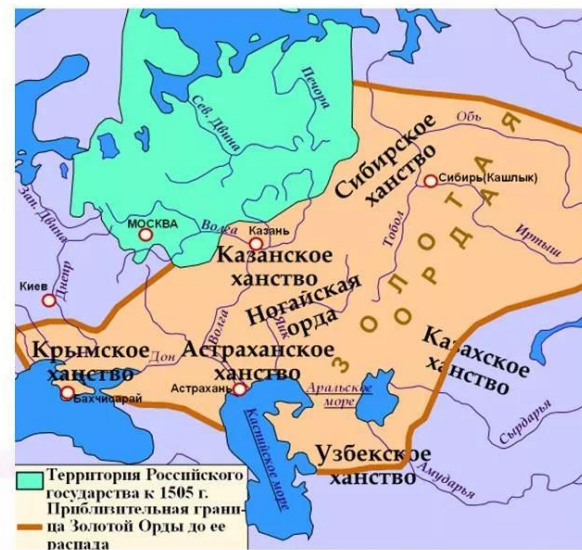 Печора
Сев. Двина
Обь
Сибирское
ханство
Сибирь(Кашлык)
ЗОЛОТАЯ
ОРДА
Зап. Двина
МОСКВА
Волга
Казань
Казанское
ханство
Тобол
Иртыш
Киев
Днепр
Ногайская
орда
Яик
Волга
Крымское
ханство
Дон
Астраханское
ханство
Казахское
ханство
Бахчисарай
Астрахань
Аральское
море
Каспийское море
Сырдарья
Узбекское
ханство
Амударья
Территория Российского
государства к 1505 г.
Приблизительная грани-
ца Золотой Орды до ее
распада